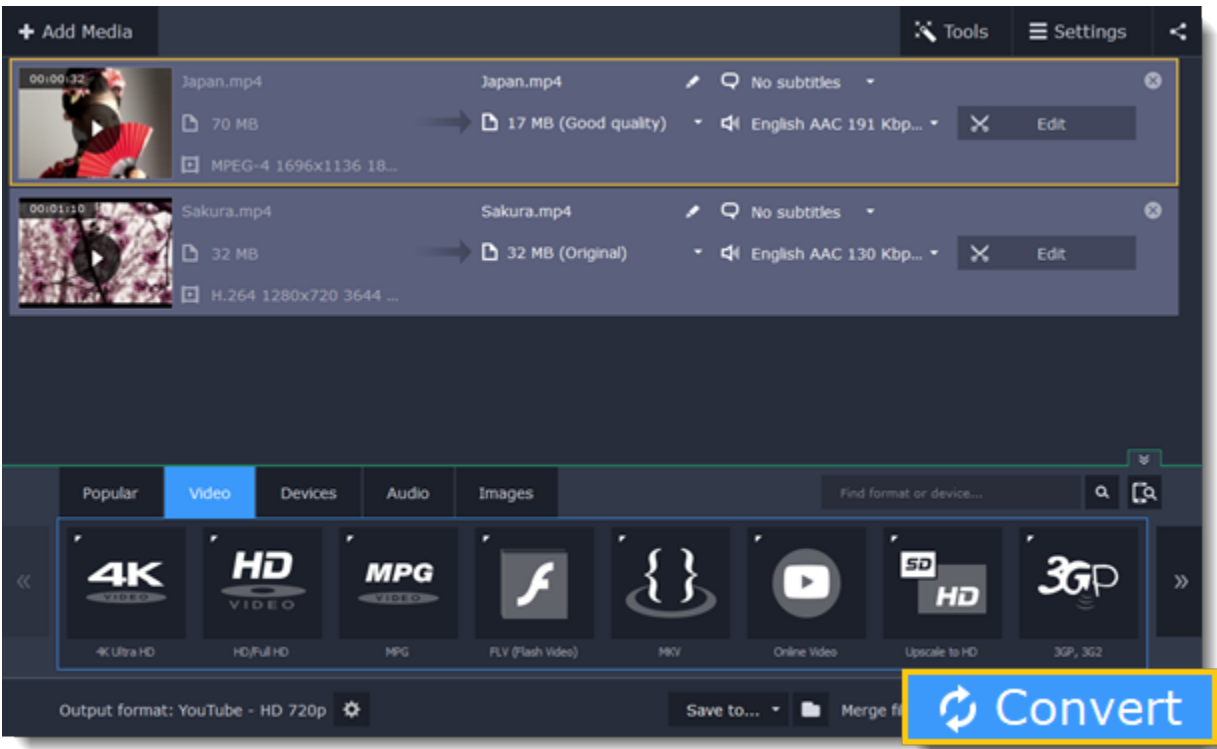 Add Media
Tools
Settings
00:00:32
Japan.mp4
Japan.mp4
No subtitles
70 MB
17 MB (Good quality)
English AAC 191 Kbp...
Edit
MPEG-4 1696x1136 18...
00:01:10
Sakura.mp4
Sakura.mp4
No subtitles
32 MB
32 MB (Original)
English AAC 130 Kbp...
Edit
H.264 1280x720 3644 ...
Popular
Video
Devices
Audio
Images
Find format or device...
4K
VIDEO
HD
VIDEO
MPG
VIDEO
SD
HD
3GP
4K Ultra HD
HD/Full HD
MPG
FLV (Flash Video)
MKV
Online Video
Upscale to HD
3GP, 3G2
Output format: YouTube - HD 720p
Save to...
Merge
Convert